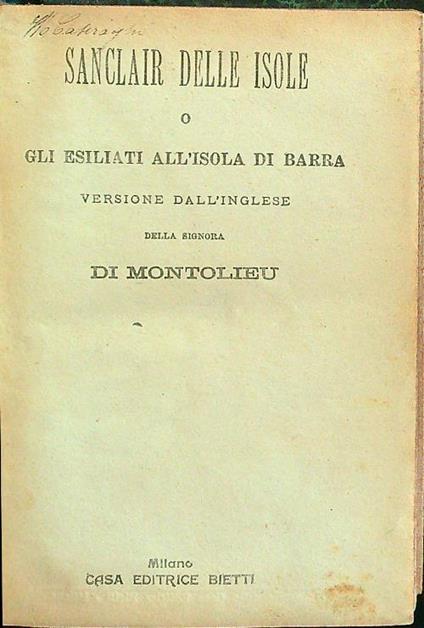 SANCLAIR DELLE ISOLE
O
GLI ESILIATI ALL'ISOLA DI BARRA
VERSIONE DALL'INGLESE
DELLA SIGNORA
DI MONTOLIEU
Milano
CASA EDITRICE BIETTI